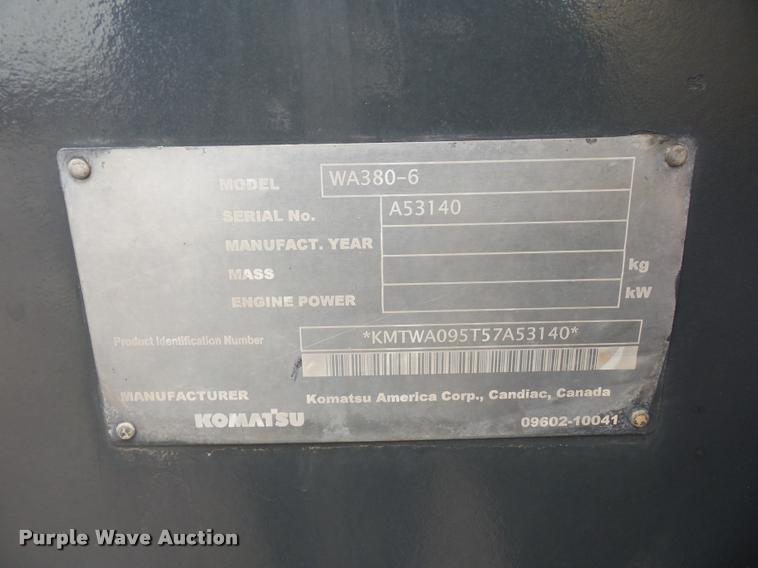 MODEL WA380-6
SERIAL No. A53140
MANUFACT. YEAR
MASS kg
ENGINE POWER kW
Product Identification Number *KMTWA095T57A53140*
MANUFACTURER Komatsu America Corp., Candiac, Canada
KOMATSU 09602-10041
Purple Wave Auction